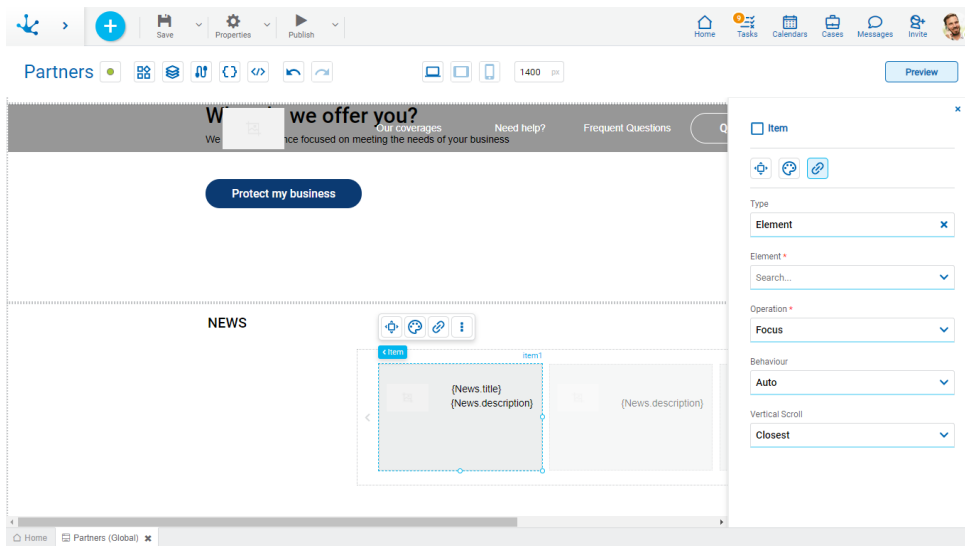 Save
Properties
Publish
Home
9
Tasks
Calendars
Cases
Messages
Invite
Partners
1400 px
Preview
we offer you?
We
nce focused on meeting the needs of your business
Our coverages
Need help?
Frequent Questions
Q
Protect my business
NEWS
Item
item1
{News.title}
{News.description}
{News.description}
Item
Type
Element
Element *
Search...
Operation *
Focus
Behaviour
Auto
Vertical Scroll
Closest
Home
Partners (Global)